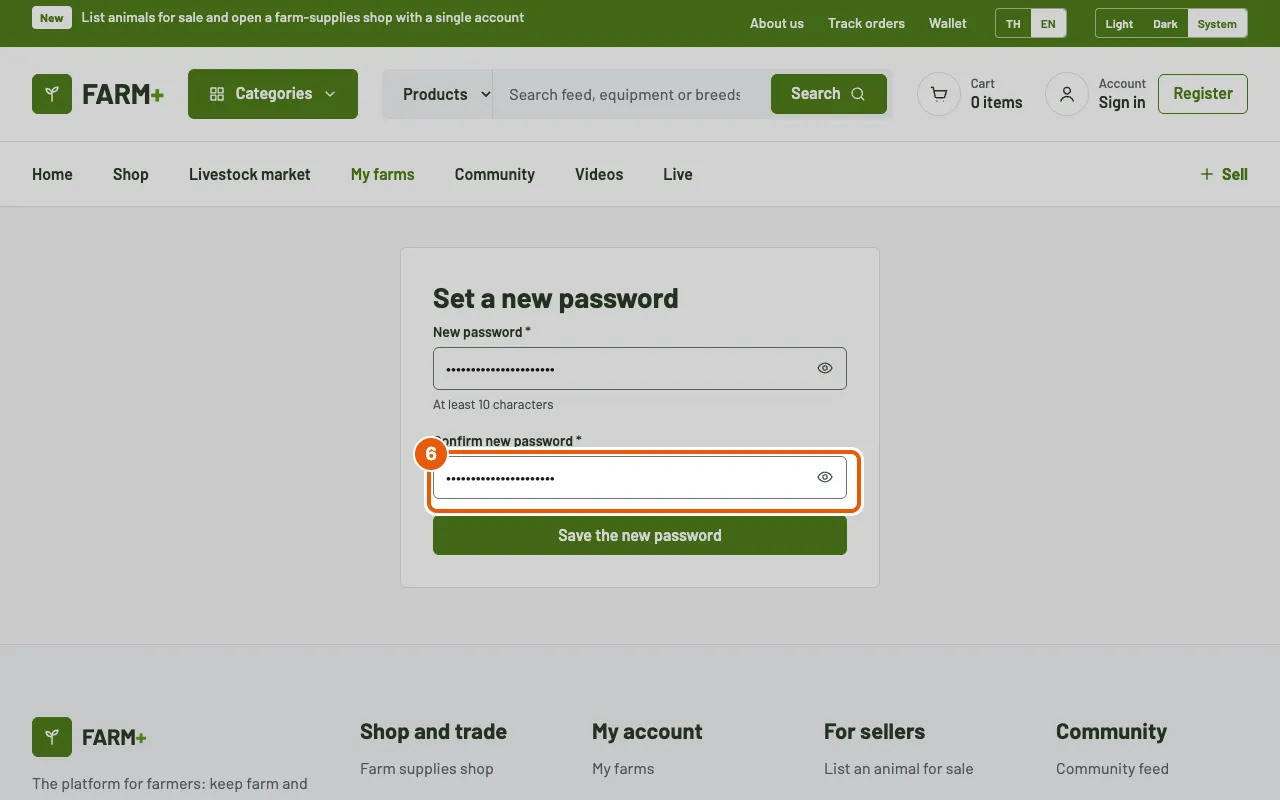 New List animals for sale and open a farm-supplies shop with a single account
About us Track orders Wallet TH EN Light Dark System
FARM+ Categories Products Search feed, equipment or breeds Search Cart 0 items Account Sign in Register
Home Shop Livestock market My farms Community Videos Live + Sell
Set a new password
New password *
••••••••••••••••••••••
At least 10 characters
Confirm new password *
6
••••••••••••••••••••••
Save the new password
FARM+
The platform for farmers: keep farm and
Shop and trade
Farm supplies shop
My account
My farms
For sellers
List an animal for sale
Community
Community feed